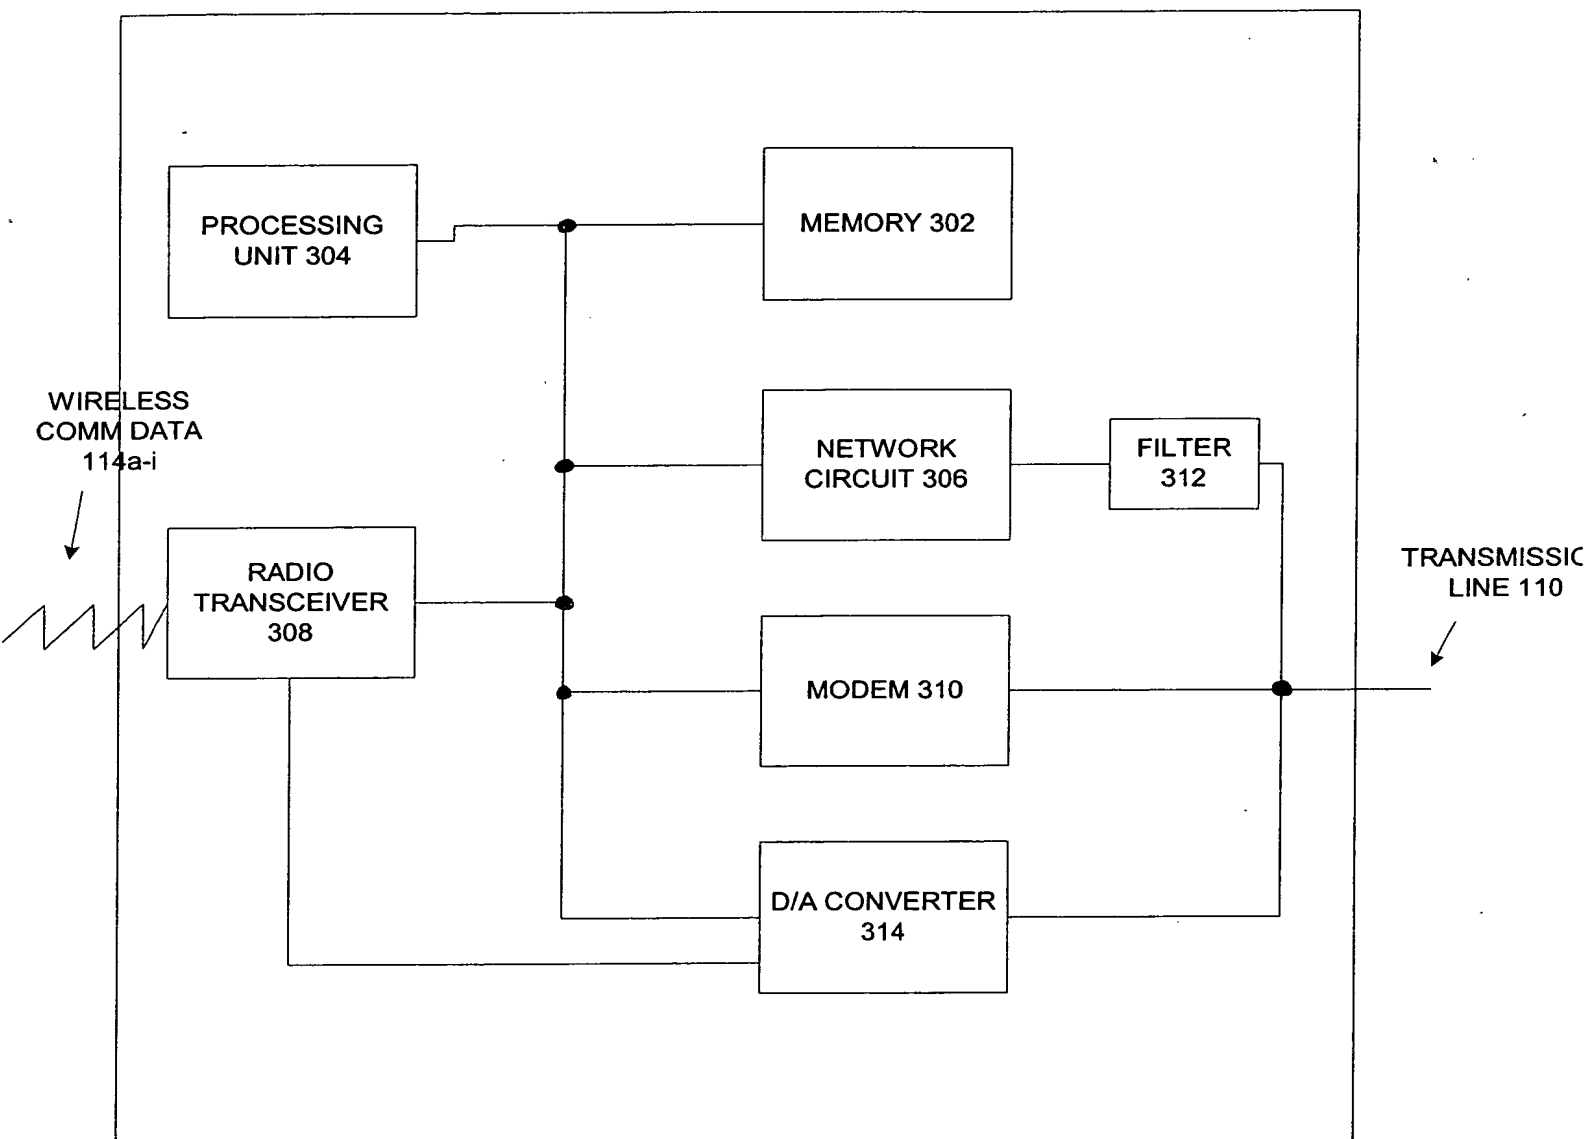 PROCESSING
UNIT 304
MEMORY 302
WIRELESS
COMM DATA
114a-i
NETWORK
CIRCUIT 306
FILTER
312
RADIO
TRANSCEIVER
308
TRANSMISSIO
LINE 110
MODEM 310
D/A CONVERTER
314